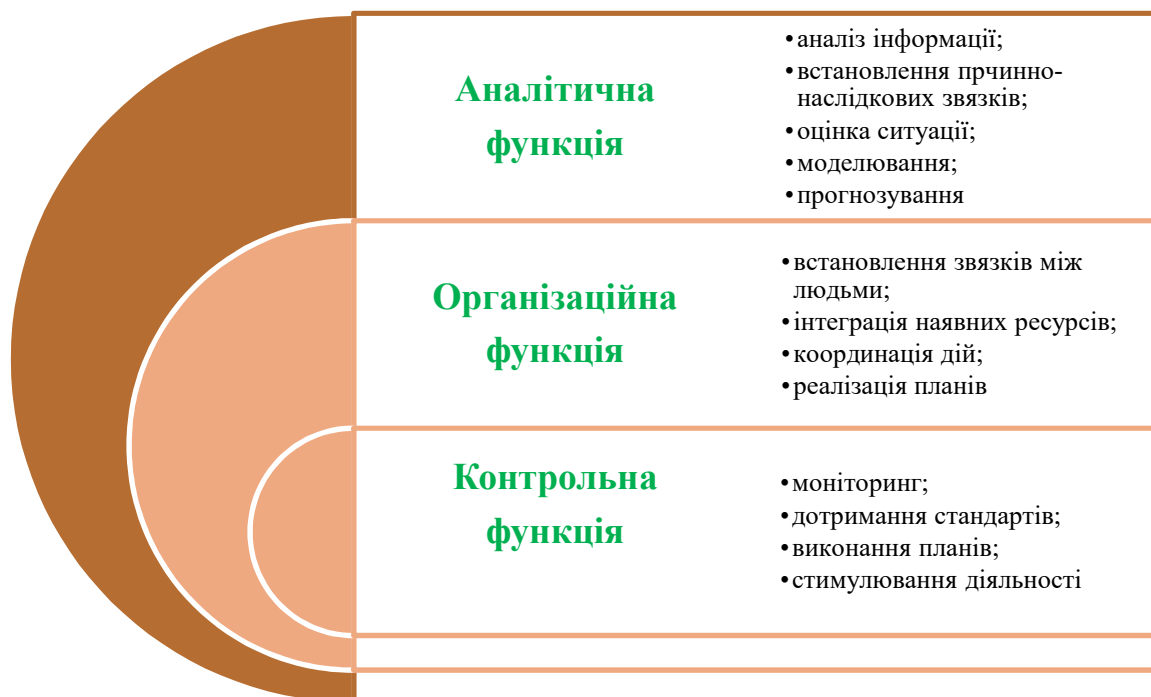 Аналітична
функція
•аналіз інформації;
•встановлення прчинно-
наслідкових звязків;
•оцінка ситуації;
•моделювання;
•прогнозування
Організаційна
функція
•встановлення звязків між
людьми;
•інтеграція наявних ресурсів;
•координація дій;
•реалізація планів
Контрольна
функція
•моніторинг;
•дотримання стандартів;
•виконання планів;
•стимулювання діяльності